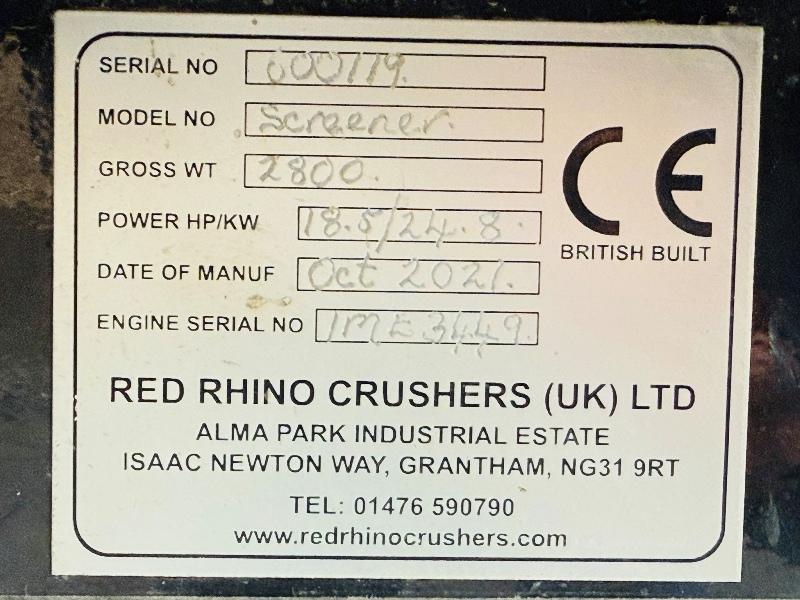 SERIAL NO 600119.
MODEL NO Screener.
GROSS WT 2800.
POWER HP/KW 18.5/24.8.
DATE OF MANUF Oct 2021.
ENGINE SERIAL NO 1ME3449.
CE
BRITISH BUILT
RED RHINO CRUSHERS (UK) LTD
ALMA PARK INDUSTRIAL ESTATE
ISAAC NEWTON WAY, GRANTHAM, NG31 9RT
TEL: 01476 590790
www.redrhinocrushers.com